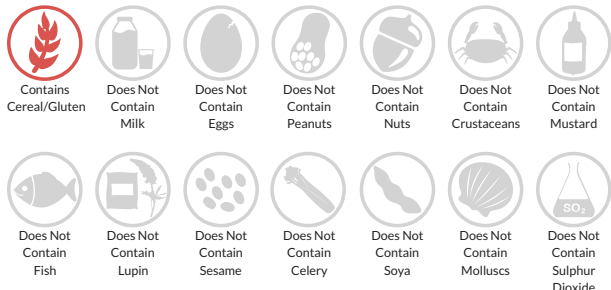 Contains
Cereal/Gluten
Does Not
Contain
Milk
Does Not
Contain
Eggs
Does Not
Contain
Peanuts
Does Not
Contain
Nuts
Does Not
Contain
Crustaceans
Does Not
Contain
Mustard
Does Not
Contain
Fish
Does Not
Contain
Lupin
Does Not
Contain
Sesame
Does Not
Contain
Celery
Does Not
Contain
Soya
Does Not
Contain
Molluscs
SO₂
Does Not
Contain
Sulphur
Dioxide